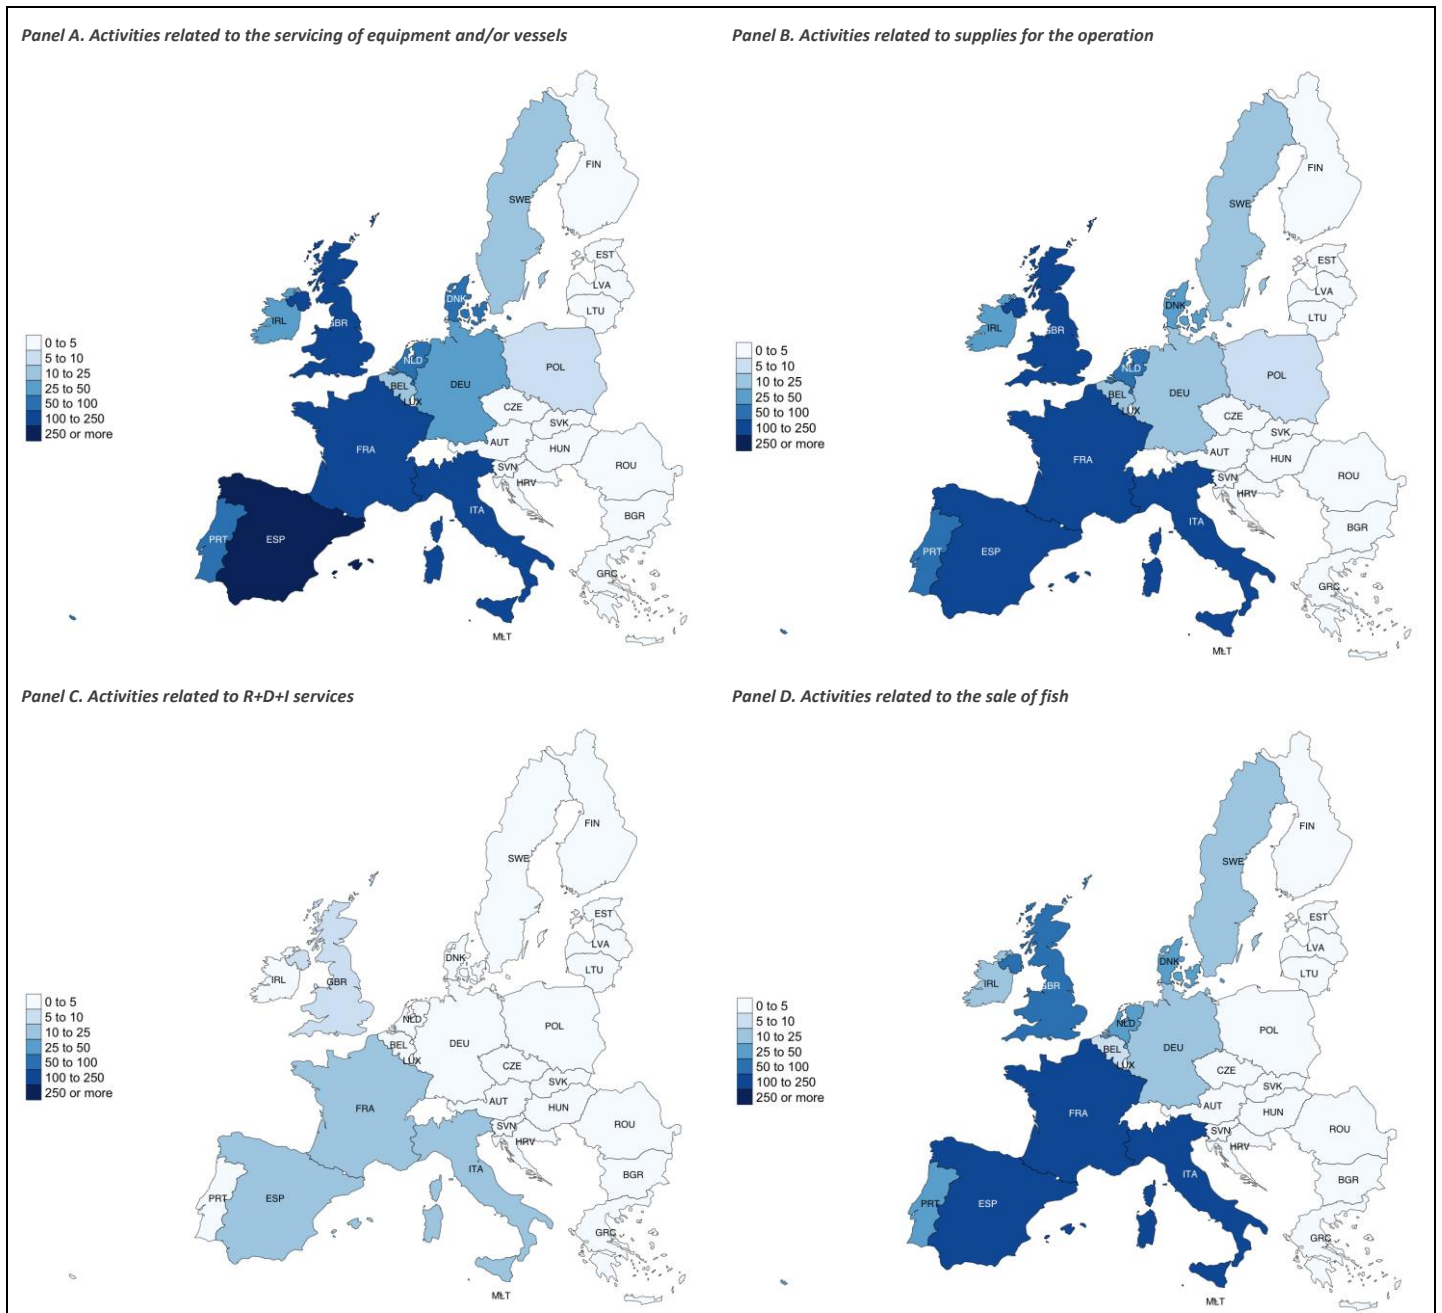 Panel A. Activities related to the servicing of equipment and/or vessels
FIN
SWE
EST
LVA
LTU
DNK
IRL
GBR
NLD
POL
BEL
DEU
LUX
CZE
SVK
AUT
HUN
FRA
SVN
HRV
ROU
ITA
BGR
PRT
ESP
GRC
MLT
0 to 5
5 to 10
10 to 25
25 to 50
50 to 100
100 to 250
250 or more
Panel B. Activities related to supplies for the operation
FIN
SWE
EST
LVA
LTU
DNK
IRL
GBR
NLD
POL
BEL
DEU
LUX
CZE
SVK
AUT
HUN
FRA
SVN
HRV
ROU
ITA
BGR
PRT
ESP
GRC
MLT
0 to 5
5 to 10
10 to 25
25 to 50
50 to 100
100 to 250
250 or more
Panel C. Activities related to R+D+I services
FIN
SWE
EST
LVA
LTU
DNK
IRL
GBR
NLD
POL
BEL
DEU
LUX
CZE
SVK
AUT
HUN
FRA
SVN
HRV
ROU
ITA
BGR
PRT
ESP
GRC
MLT
0 to 5
5 to 10
10 to 25
25 to 50
50 to 100
100 to 250
250 or more
Panel D. Activities related to the sale of fish
FIN
SWE
EST
LVA
LTU
DNK
IRL
GBR
NLD
POL
BEL
DEU
LUX
CZE
SVK
AUT
HUN
FRA
SVN
HRV
ROU
ITA
BGR
PRT
ESP
GRC
MLT
0 to 5
5 to 10
10 to 25
25 to 50
50 to 100
100 to 250
250 or more